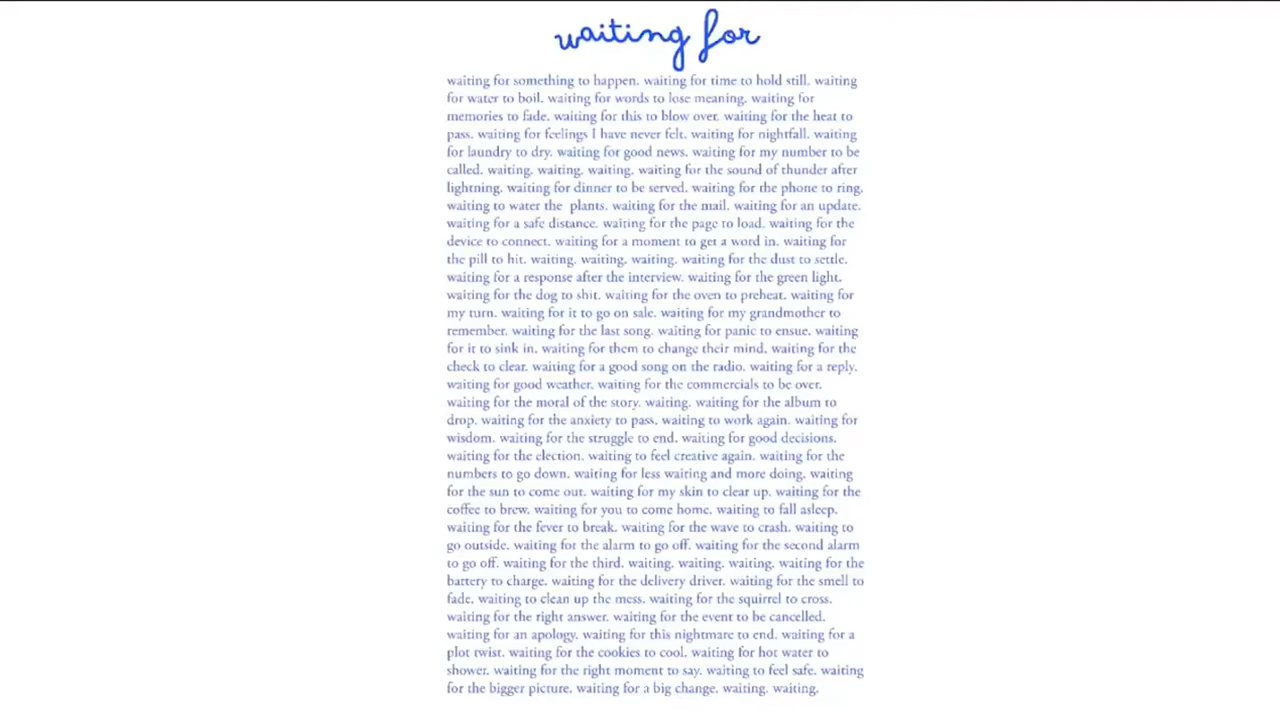 waiting for
waiting for something to happen. waiting for time to hold still. waiting
for water to boil. waiting for words to lose meaning. waiting for
memories to fade. waiting for this to blow over. waiting for the heat to
pass. waiting for feelings I have never felt. waiting for nightfall. waiting
for laundry to dry. waiting for good news. waiting for my number to be
called. waiting. waiting. waiting. waiting for the sound of thunder after
lightning. waiting for dinner to be served. waiting for the phone to ring.
waiting to water the plants. waiting for the mail. waiting for an update.
waiting for a safe distance. waiting for the page to load. waiting for the
device to connect. waiting for a moment to get a word in. waiting for
the pill to hit. waiting. waiting. waiting. waiting for the dust to settle.
waiting for a response after the interview. waiting for the green light.
waiting for the dog to shit. waiting for the oven to preheat. waiting for
my turn. waiting for it to go on sale. waiting for my grandmother to
remember. waiting for the last song. waiting for panic to ensue. waiting
for it to sink in. waiting for them to change their mind. waiting for the
check to clear. waiting for a good song on the radio. waiting for a reply.
waiting for good weather. waiting for the commercials to be over.
waiting for the moral of the story. waiting. waiting for the album to
drop. waiting for the anxiety to pass. waiting to work again. waiting for
wisdom. waiting for the struggle to end. waiting for good decisions.
waiting for the election. waiting to feel creative again. waiting for the
numbers to go down. waiting for less waiting and more doing. waiting
for the sun to come out. waiting for my skin to clear up. waiting for the
coffee to brew. waiting for you to come home. waiting to fall asleep.
waiting for the fever to break. waiting for the wave to crash. waiting to
go outside. waiting for the alarm to go off. waiting for the second alarm
to go off. waiting for the third. waiting. waiting. waiting. waiting for the
battery to charge. waiting for the delivery driver. waiting for the smell to
fade. waiting to clean up the mess. waiting for the squirrel to cross.
waiting for the right answer. waiting for the event to be cancelled.
waiting for an apology. waiting for this nightmare to end. waiting for a
plot twist. waiting for the cookies to cool. waiting for hot water to
shower. waiting for the right moment to say. waiting to feel safe. waiting
for the bigger picture. waiting for a big change. waiting. waiting.